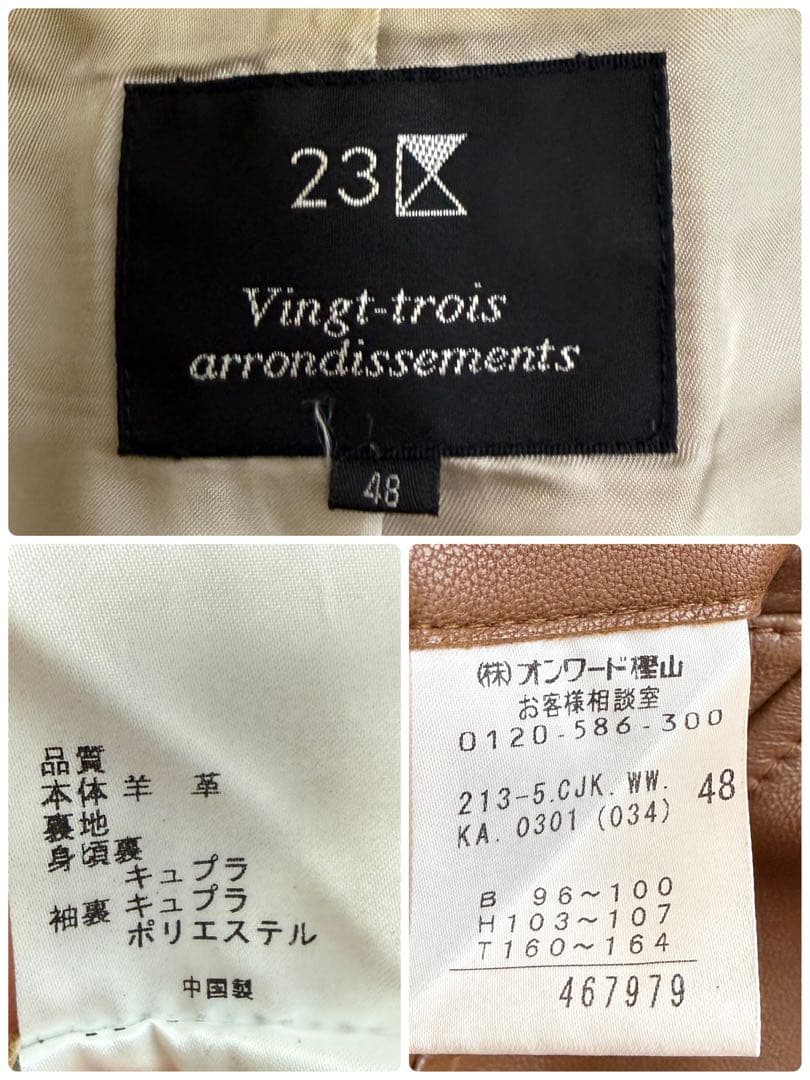 23区
Vingt-trois
arrondissements
48
品質
本体 羊革
裏地
身頃裏
キュプラ
袖裏 キュプラ
ポリエステル
中国製
(株)オンワード樫山
お客様相談室
0120-586-300
213-5.CJK.WW. 48
KA.0301(034)
B 96~100
H103~107
T160~164
467979